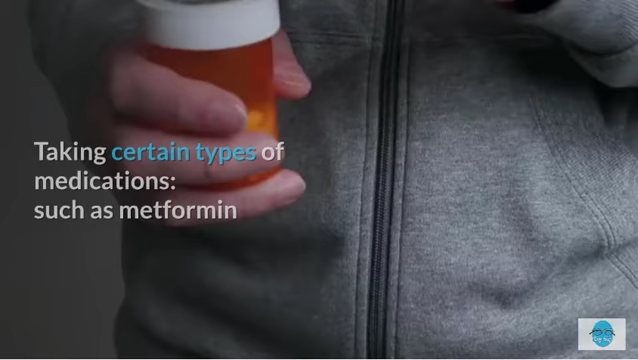 Taking certain types of
medications:
such as metformin